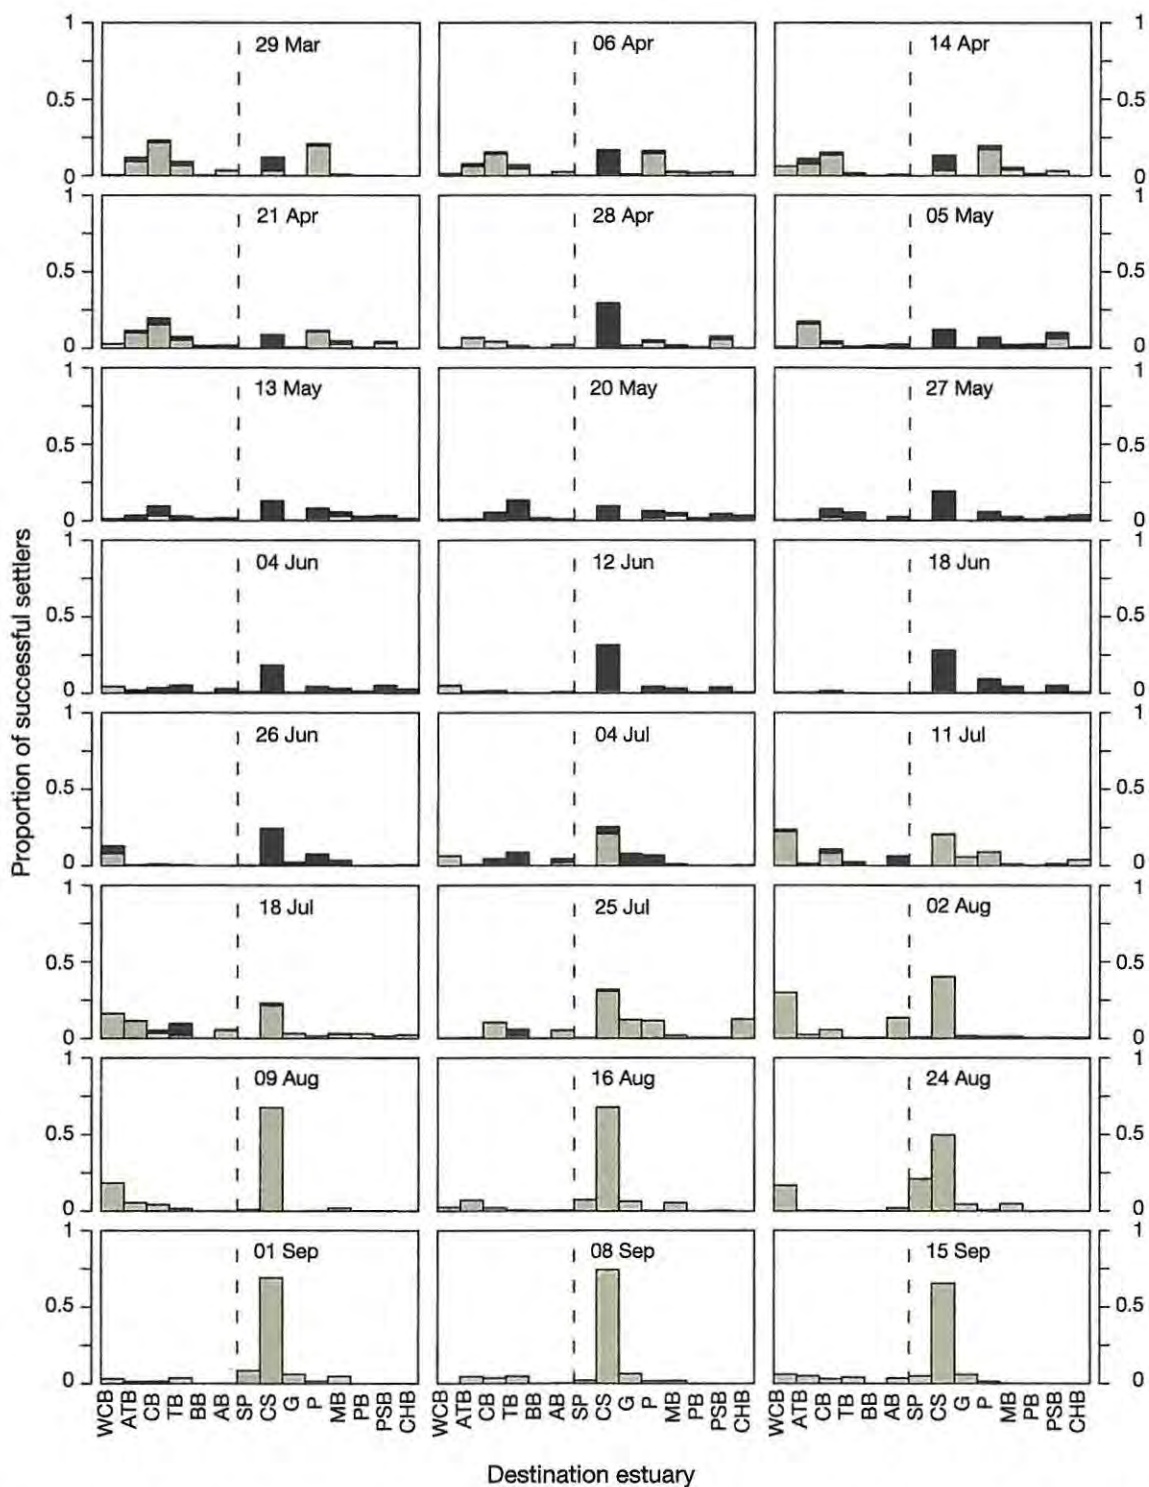 1 29 Mar 06 Apr 14 Apr 1
0.5 0.5
0 0
1 21 Apr 28 Apr 05 May 1
0.5 0.5
0 0
1 13 May 20 May 27 May 1
0.5 0.5
0 0
1 04 Jun 12 Jun 18 Jun 1
0.5 0.5
0 0
1 26 Jun 04 Jul 11 Jul 1
0.5 0.5
0 0
1 18 Jul 25 Jul 02 Aug 1
0.5 0.5
0 0
1 09 Aug 16 Aug 24 Aug 1
0.5 0.5
0 0
1 01 Sep 08 Sep 15 Sep 1
0.5 0.5
0 0
WCB ATB CB TB BB AB SP CS G P MB PB PSB CHB WCB ATB CB TB BB AB SP CS G P MB PB PSB CHB WCB ATB CB TB BB AB SP CS G P MB PB PSB CHB
Proportion of successful settlers
Destination estuary